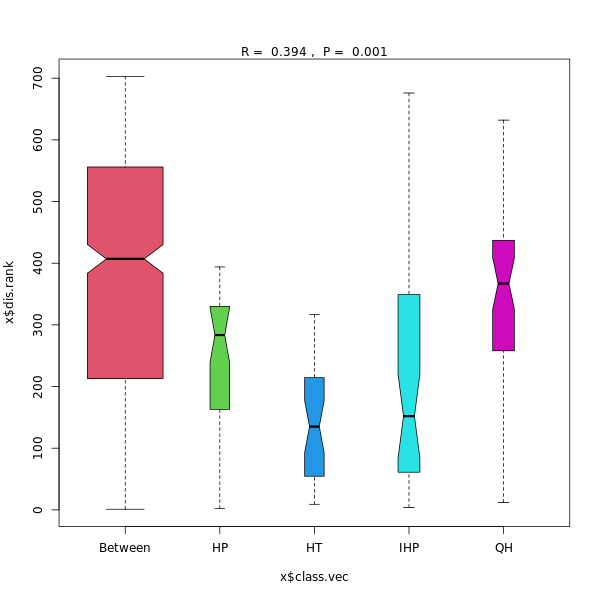 R =  0.394 ,  P =  0.001
700
600
500
400
300
200
100
0
x$dis.rank
Between HP HT IHP QH
x$class.vec